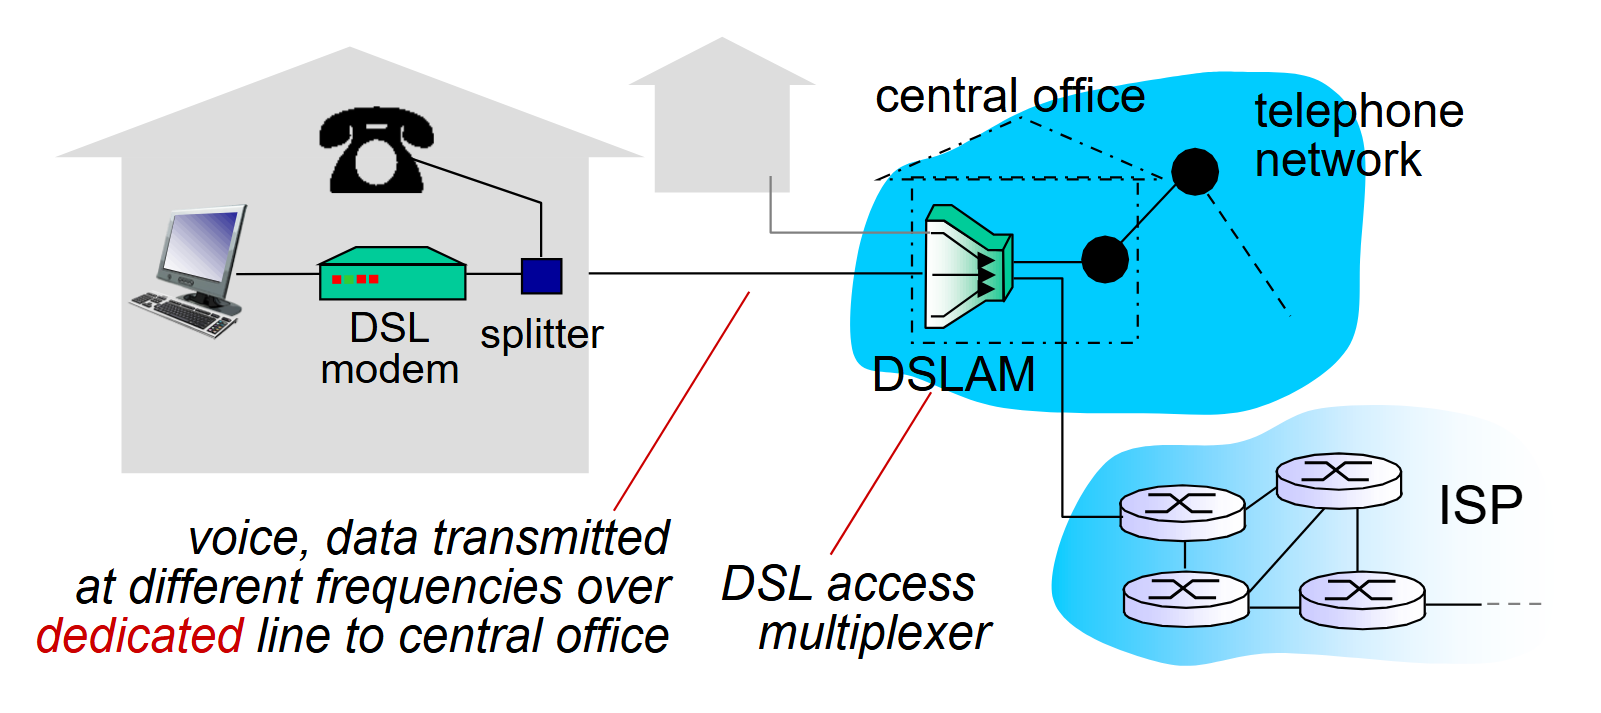 central office
telephone
network
DSL
modem
splitter
DSLAM
ISP
voice, data transmitted
at different frequencies over
dedicated line to central office
DSL access
multiplexer